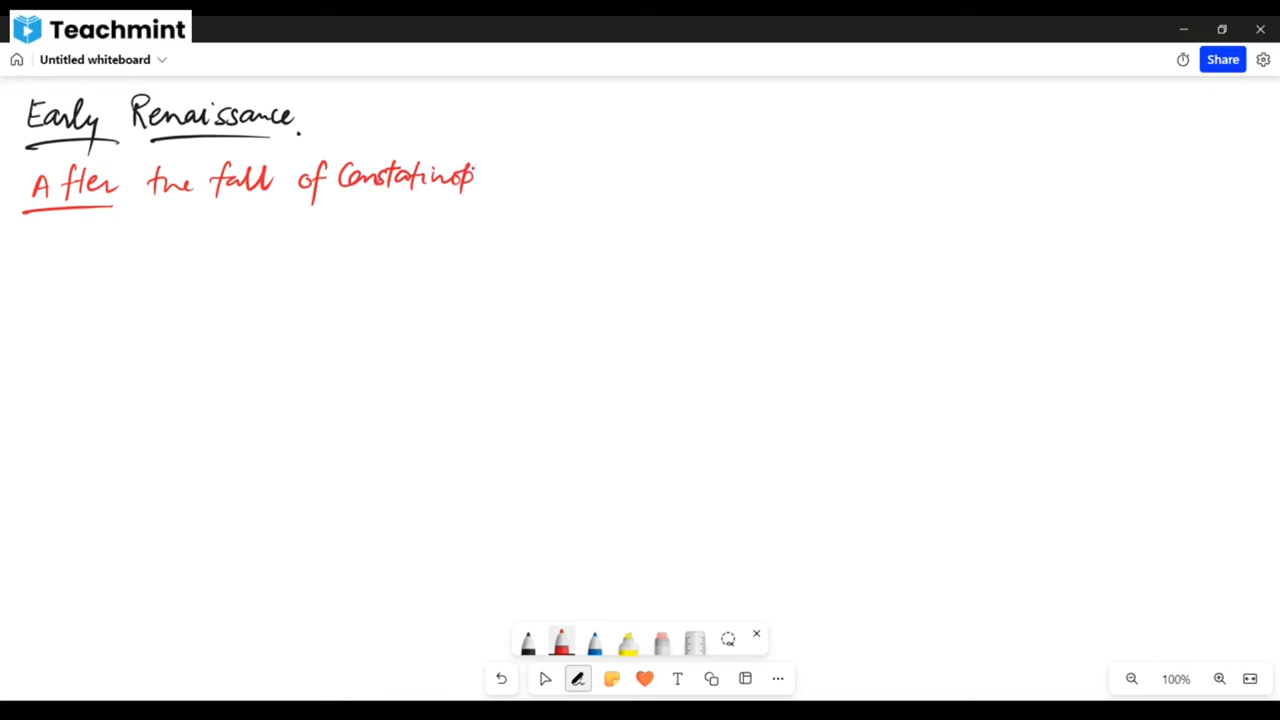 Teachmint
Untitled whiteboard
Share
Early Renaissance.
After the fall of Constatinop
T
100%